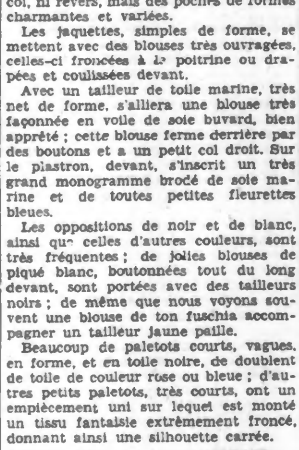 col, ni revers, mais des poches de formes
charmantes et variées.
Les jaquettes, simples de forme, se
mettent avec des blouses très ouvragées,
celles-ci froncées à la poitrine ou dra-
pées et coulissées devant.
Avec un tailleur de toile marine, très
net de forme, s'alliera une blouse très
façonnée en voile de soie buvard, bien
apprêté ; cette blouse ferme derrière par
des boutons et a un petit col droit. Sur
le plastron, devant, s'inscrit un très
grand monogramme brodé de soie ma-
rine et de toutes petites fleurettes
bleues.
Les oppositions de noir et de blanc,
ainsi que celles d'autres couleurs, sont
très fréquentes ; de jolies blouses de
piqué blanc, boutonnées tout du long
devant, sont portées avec des tailleurs
noirs ; de même que nous voyons sou-
vent une blouse de ton fuschia accom-
pagner un tailleur jaune paille.
Beaucoup de paletots courts, vagues,
en forme, et en toile noire, de doublent
de toile de couleur rose ou bleue ; d'au-
tres petits paletots, très courts, ont un
empiècement uni sur lequel est monté
un tissu fantaisie extrêmement froncé,
donnant ainsi une silhouette carrée.